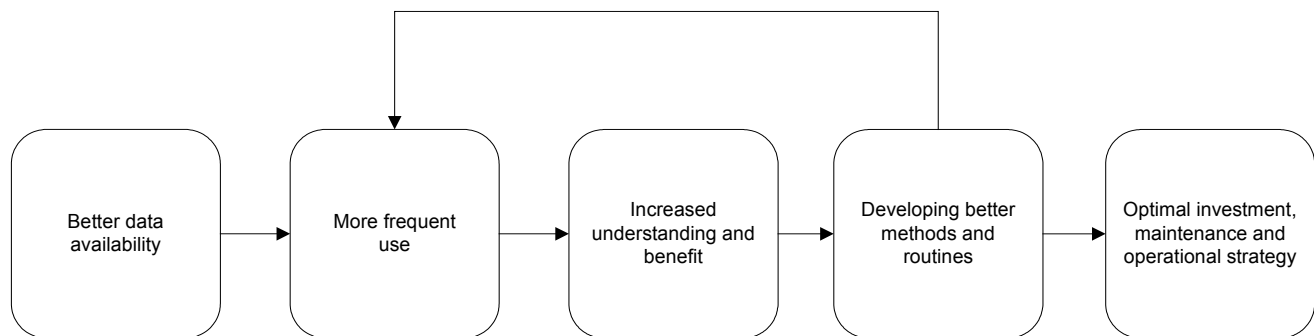 Better data
availability
More frequent
use
Increased
understanding and
benefit
Developing better
methods and
routines
Optimal investment,
maintenance and
operational strategy